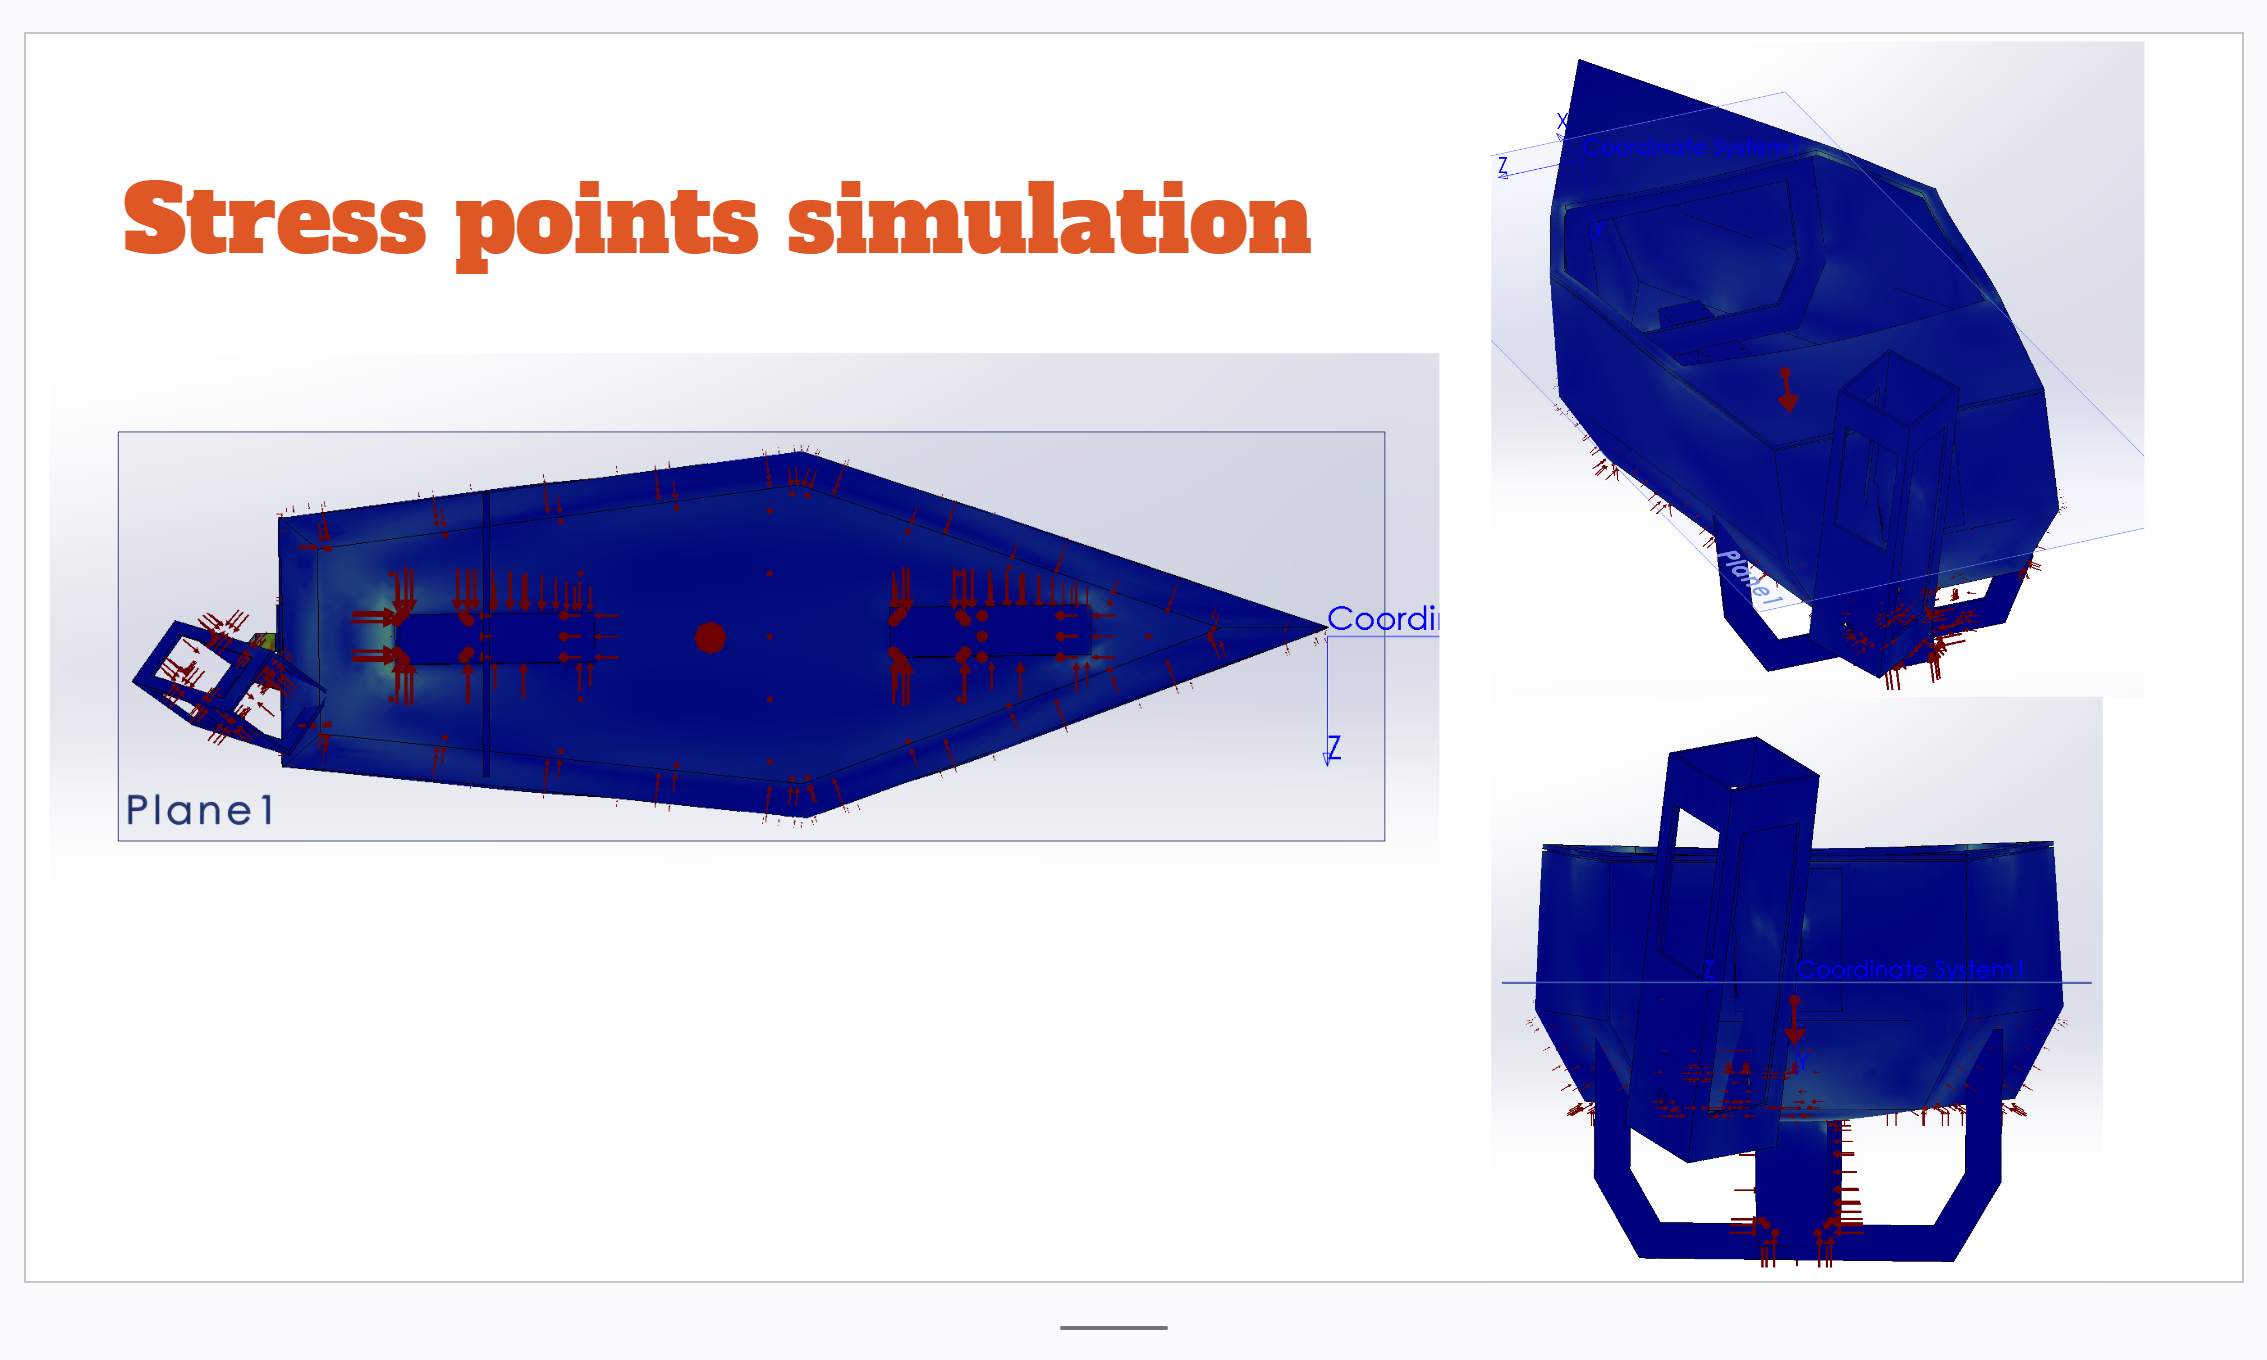 Stress points simulation
Coordi
Z
Plane1
X
Coordinate System1
Z
Y
Plane1
Z
Coordinate System1
Y